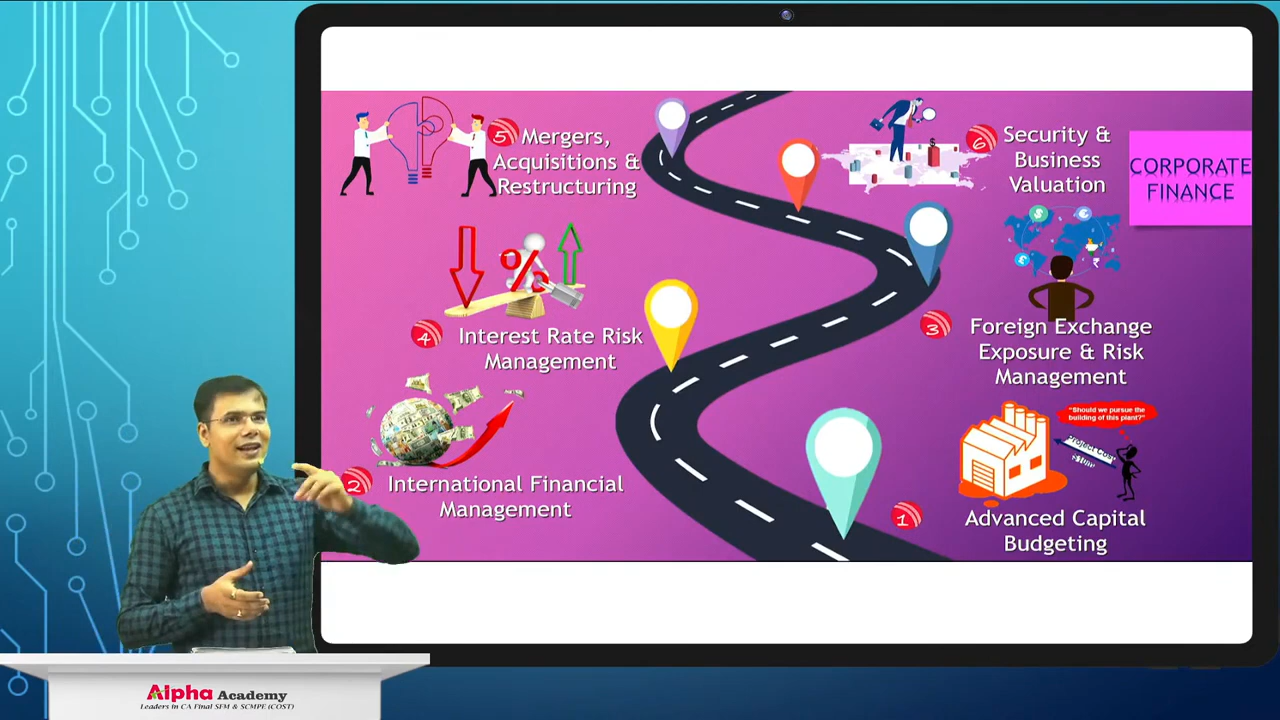 5
Mergers,
Acquisitions &
Restructuring
6
Security &
Business
Valuation
CORPORATE
FINANCE
4
Interest Rate Risk
Management
3
Foreign Exchange
Exposure & Risk
Management
2
International Financial
Management
"Should we pursue the
building of this plant?"
Project Cost
1
Advanced Capital
Budgeting
Alpha Academy
Leaders in CA Final SFM & SCMPE (COST)